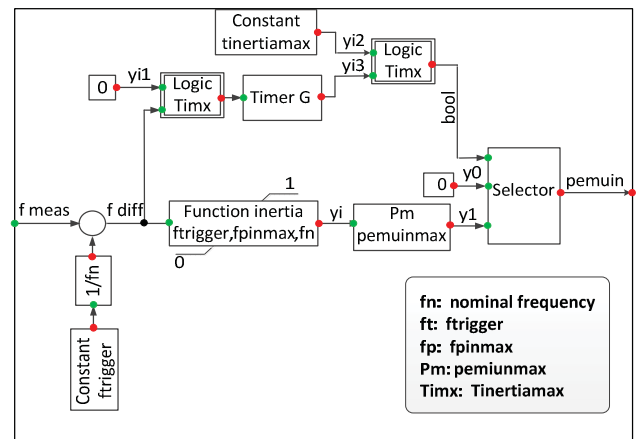 Constant
tinertiamax
yi2
yi3
Logic
Timx
0
yi1
Logic
Timx
Timer G
bool
f meas
f diff
1
Function inertia
ftrigger,fpinmax,fn
0
yi
Pm
pemuinmax
0
y0
y1
Selector
pemuin
1/fn
Constant
ftrigger
fn: nominal frequency
ft: ftrigger
fp: fpinmax
Pm: pemiunmax
Timx: Tinertiamax